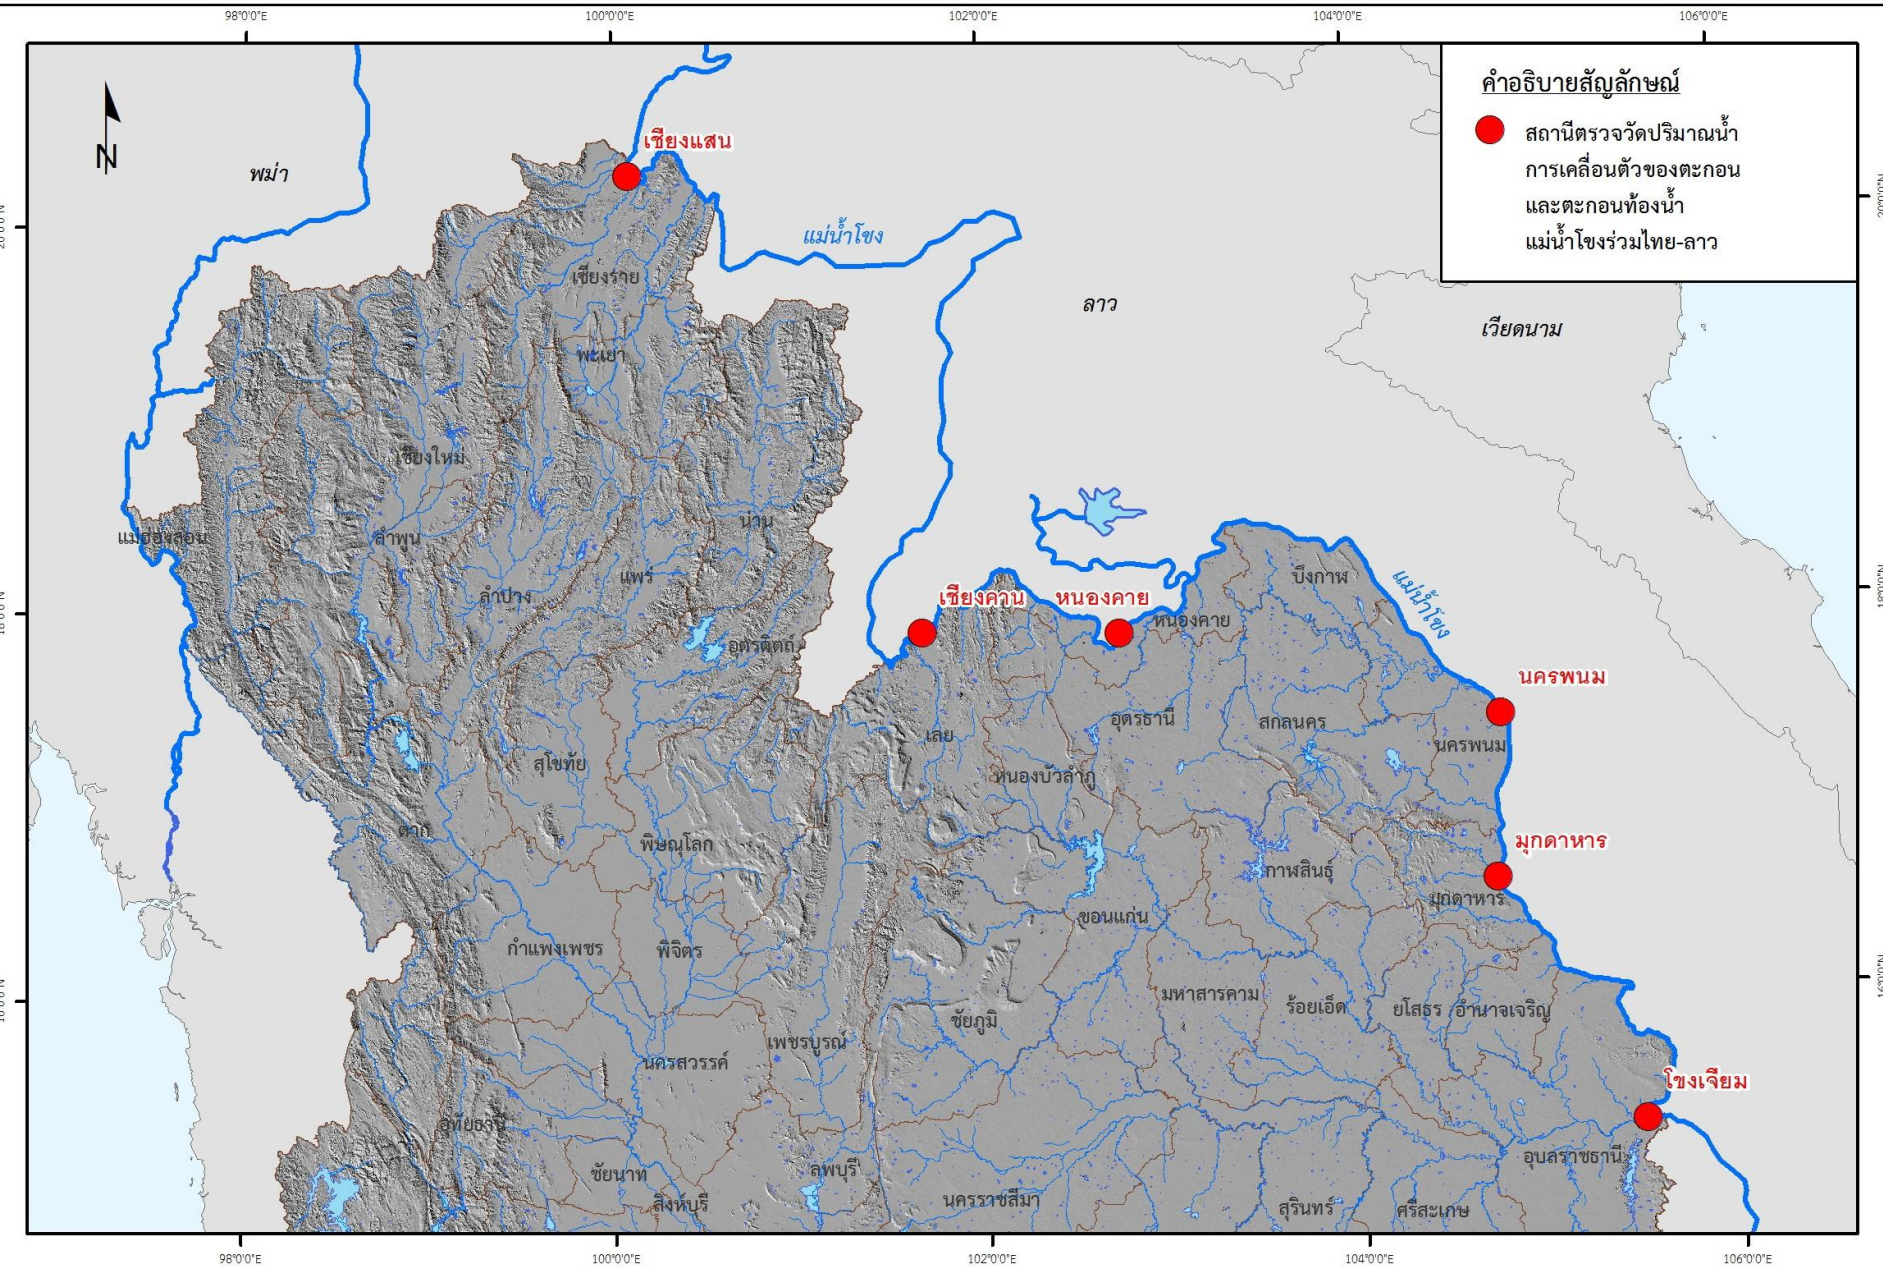 98°0'0"E
100°0'0"E
102°0'0"E
104°0'0"E
106°0'0"E
คำอธิบายสัญลักษณ์
สถานีตรวจวัดปริมาณน้ำ
การเคลื่อนตัวของตะกอน
และตะกอนท้องน้ำ
แม่น้ำโขงร่วมไทย-ลาว
N
พม่า
เชียงแสน
แม่น้ำโขง
เชียงราย
ลาว
เวียดนาม
พะเยา
เชียงใหม่
น่าน
แม่ฮ่องสอน
ลำพูน
แพร่
ลำปาง
บึงกาฬ
แม่น้ำโขง
เชียงคาน
หนองคาย
หนองคาย
อุตรดิตถ์
นครพนม
อุดรธานี
สกลนคร
เลย
นครพนม
สุโขทัย
หนองบัวลำภู
ตาก
พิษณุโลก
มุกดาหาร
กาฬสินธุ์
มุกดาหาร
ขอนแก่น
กำแพงเพชร
พิจิตร
มหาสารคาม
ร้อยเอ็ด
ยโสธร
อำนาจเจริญ
ชัยภูมิ
เพชรบูรณ์
นครสวรรค์
โขงเจียม
อุทัยธานี
อุบลราชธานี
ลพบุรี
ชัยนาท
สิงห์บุรี
นครราชสีมา
สุรินทร์
ศรีสะเกษ
20°0'0"N
18°0'0"N
18°0'0"N
16°0'0"N
98°0'0"E
100°0'0"E
102°0'0"E
104°0'0"E
106°0'0"E